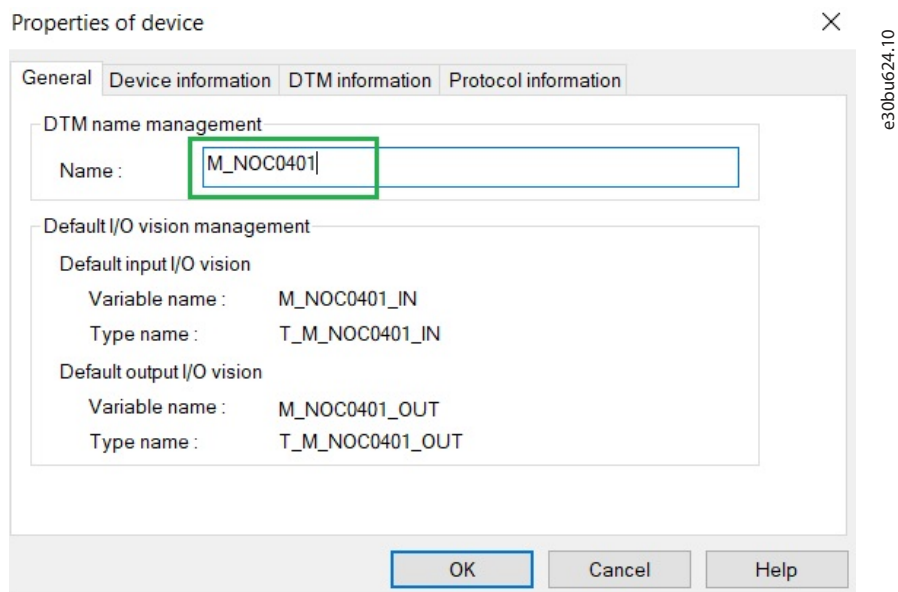 Properties of device
e30bu624.10
General Device information DTM information Protocol information
DTM name management
Name : M_NOC0401
Default I/O vision management
Default input I/O vision
Variable name : M_NOC0401_IN
Type name : T_M_NOC0401_IN
Default output I/O vision
Variable name : M_NOC0401_OUT
Type name : T_M_NOC0401_OUT
OK Cancel Help